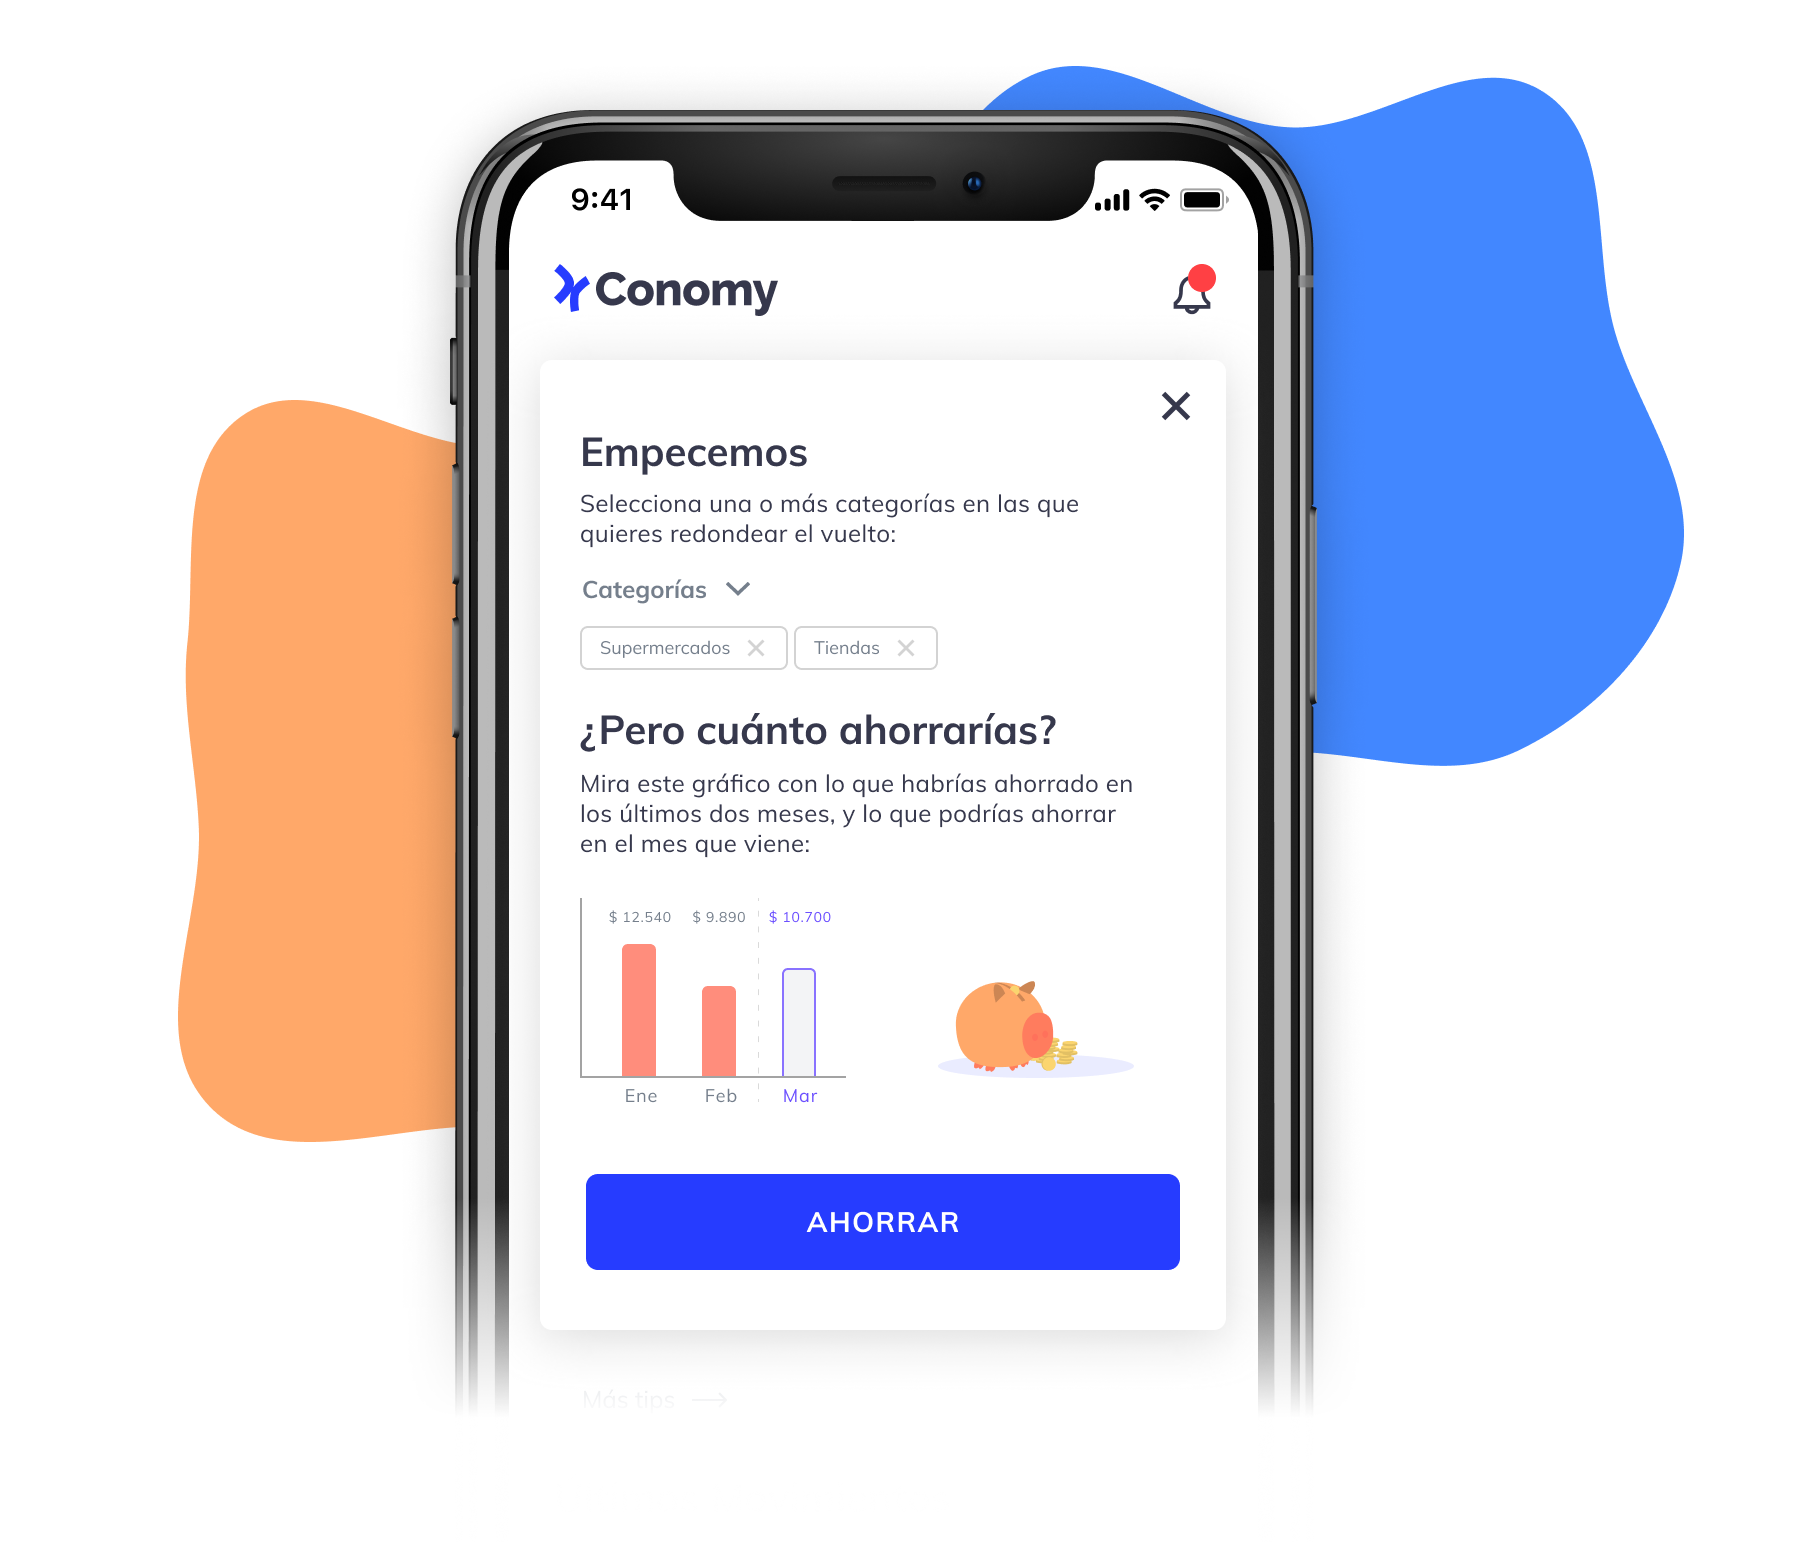 9:41
Conomy
Empecemos
Selecciona una o más categorías en las que
quieres redondear el vuelto:
Categorías
Supermercados Tiendas
¿Pero cuánto ahorrarías?
Mira este gráfico con lo que habrías ahorrado en
los últimos dos meses, y lo que podrías ahorrar
en el mes que viene:
$ 12.540 $ 9.890 $ 10.700
Ene Feb Mar
AHORRAR
Más tips